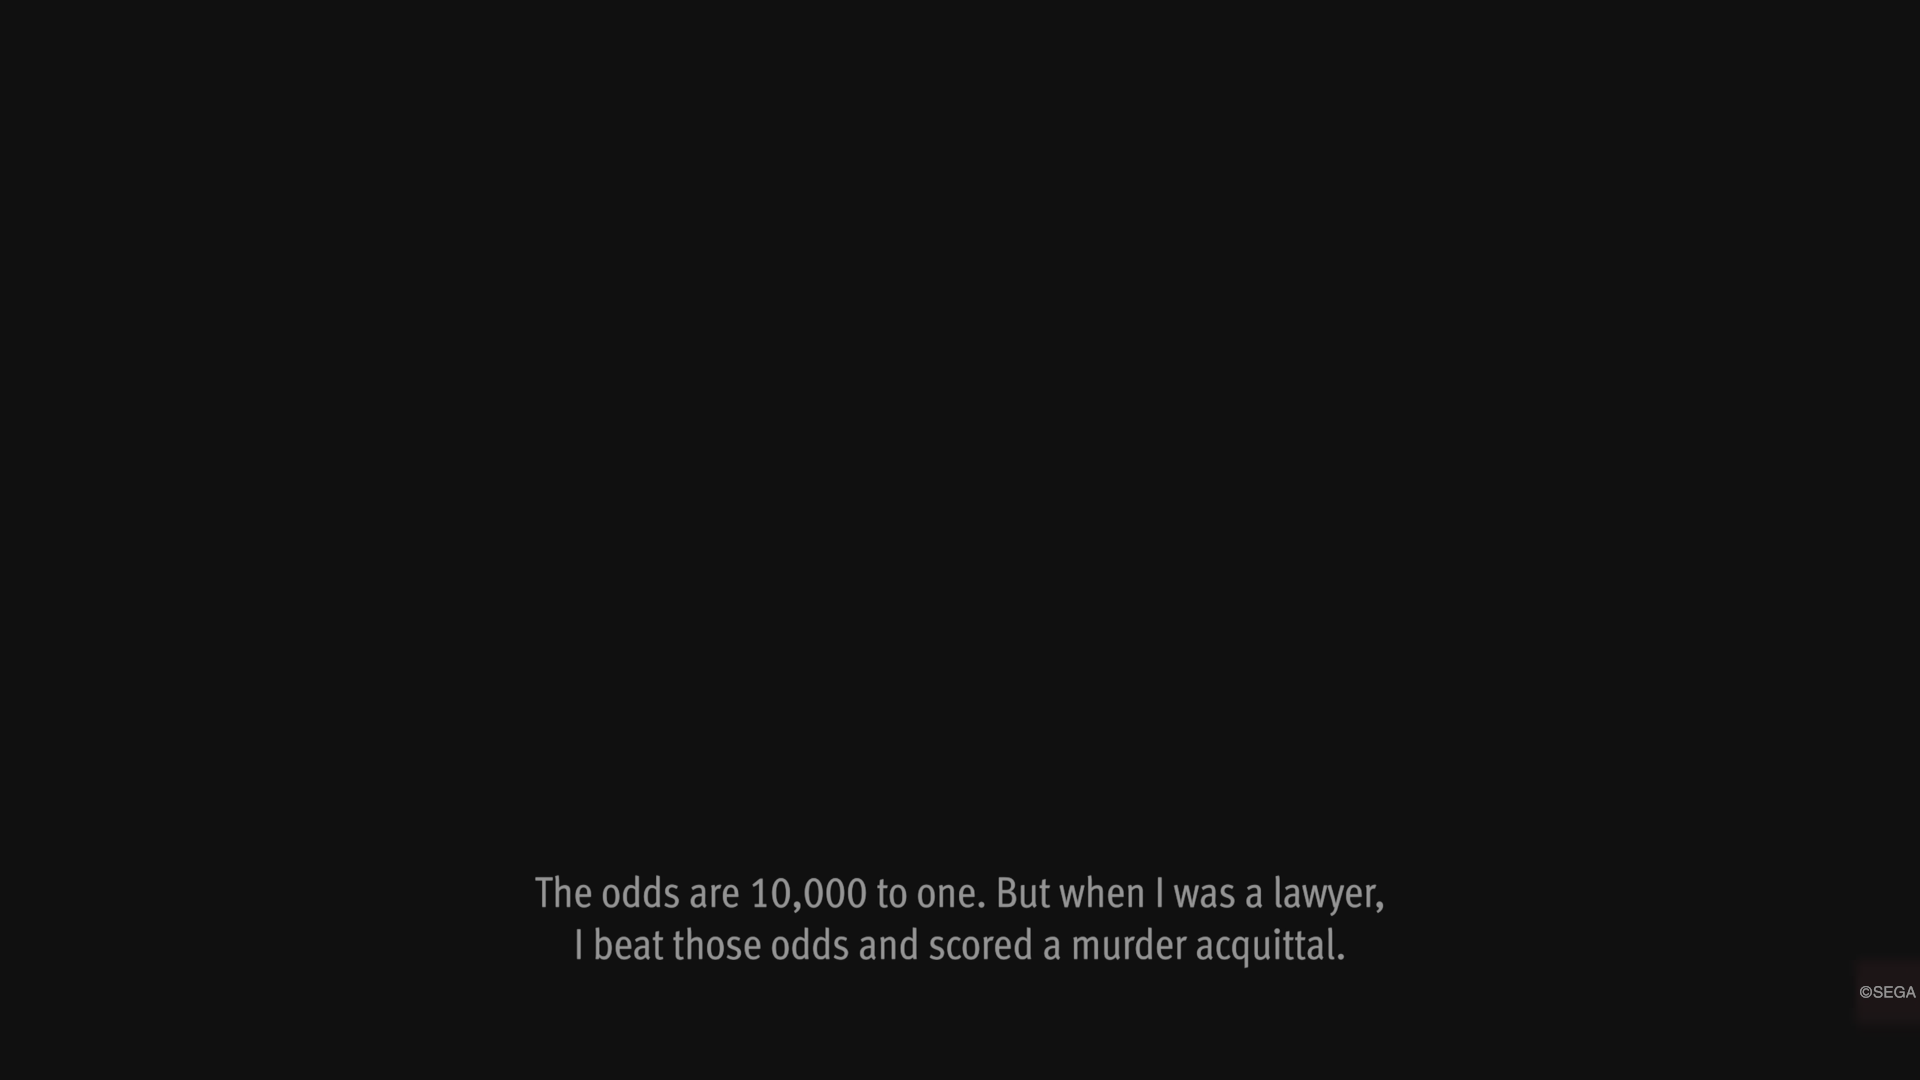 The odds are 10,000 to one. But when I was a lawyer,
I beat those odds and scored a murder acquittal.
©SEGA